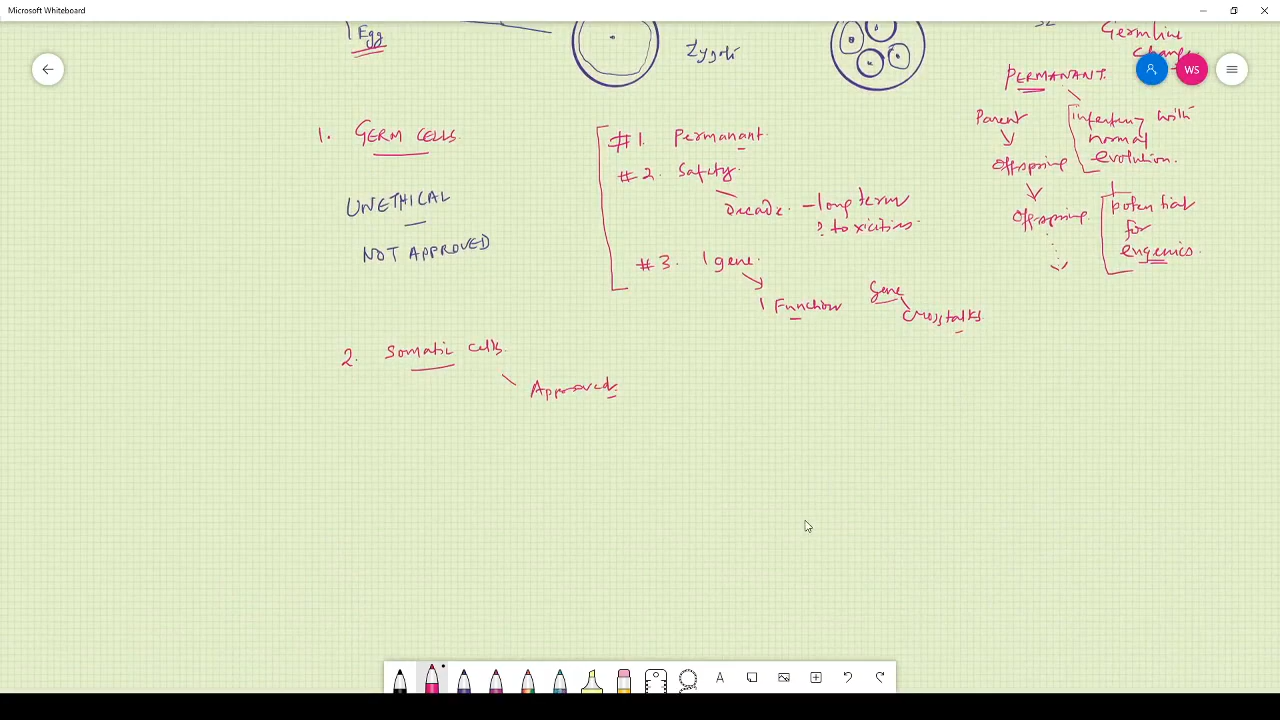 Microsoft Whiteboard
1 Egg
Zygote
Germline
change
WS
PERMANANT.
Parent
Offspring
Offspring
interfering with
normal
evolution.
potential
for
eugenics.
1. GERM CELLS
UNETHICAL
NOT APPROVED
#1. Permanant.
#2. Safety.
Decade. - long term
? toxicities.
#3. 1 gene.
1 Function
Gene
Crosstalks
2. Somatic cells.
Approved.
A